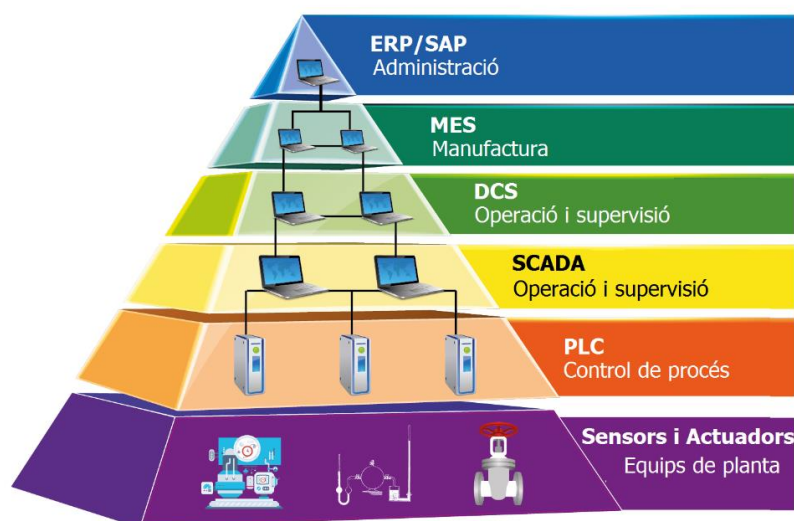 ERP/SAP
Administració
MES
Manufactura
DCS
Operació i supervisió
SCADA
Operació i supervisió
PLC
Control de procés
Sensors i Actuadors
Equips de planta